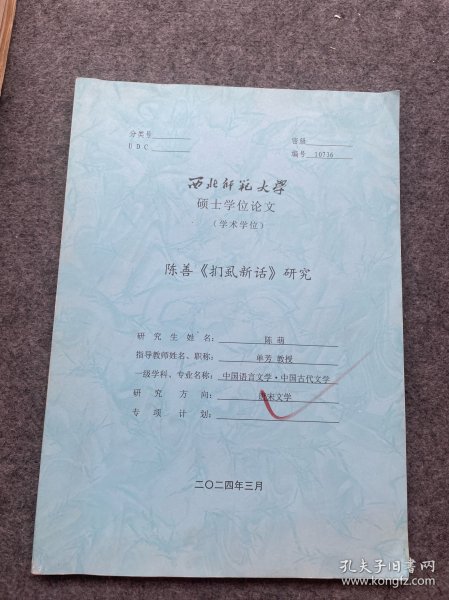 分类号
密级
UDC
编号 10736
西北师范大学
硕士学位论文
（学术学位）
陈善《扪虱新话》研究
研究生姓名： 陈萌
指导教师姓名、职称： 单芳 教授
一级学科、专业名称： 中国语言文学·中国古代文学
研究方向： 唐宋文学
专项计划：
二〇二四年三月
孔夫子旧书网
www.kongfz.com